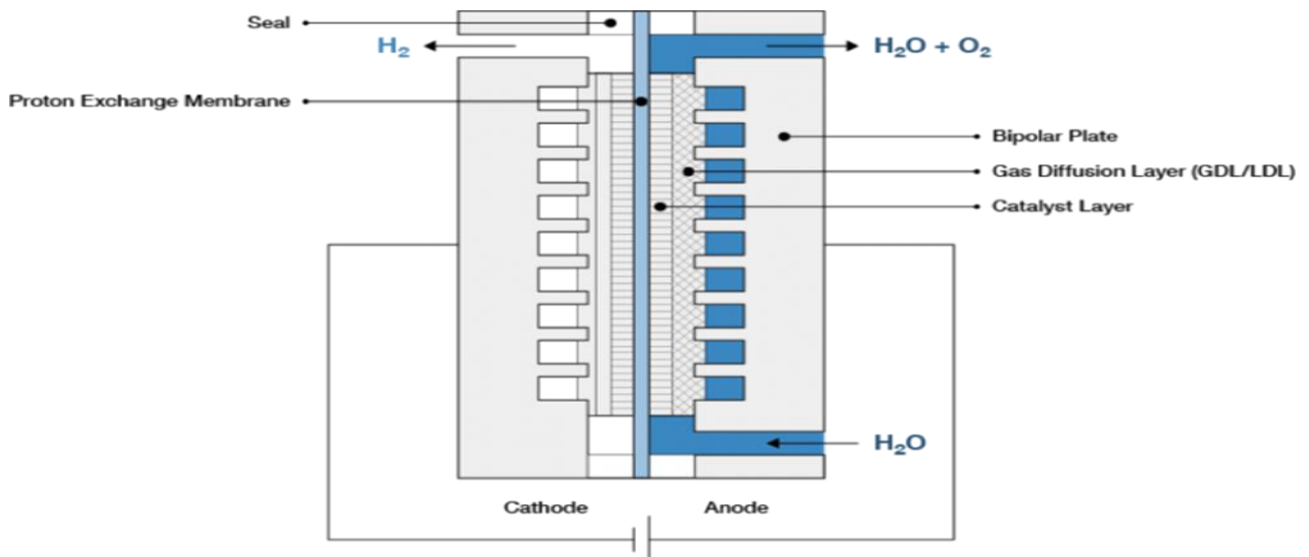 Seal
H₂
H₂O + O₂
Proton Exchange Membrane
Bipolar Plate
Gas Diffusion Layer (GDL/LDL)
Catalyst Layer
H₂O
Cathode
Anode